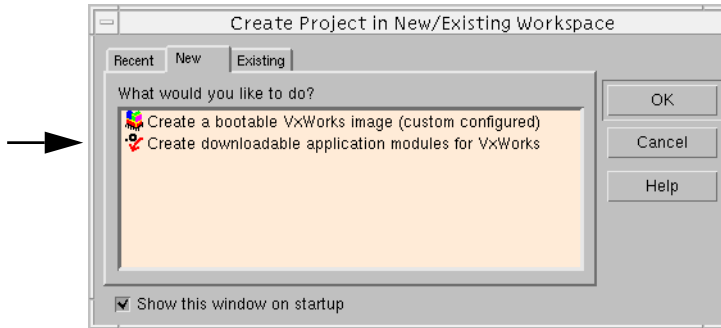 Create Project in New/Existing Workspace
Recent New Existing
What would you like to do?
Create a bootable VxWorks image (custom configured)
Create downloadable application modules for VxWorks
OK
Cancel
Help
Show this window on startup